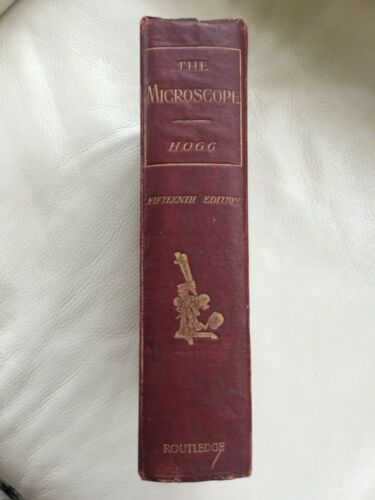 THE
MICROSCOPE
HOGG
FIFTEENTH EDITION
ROUTLEDGE